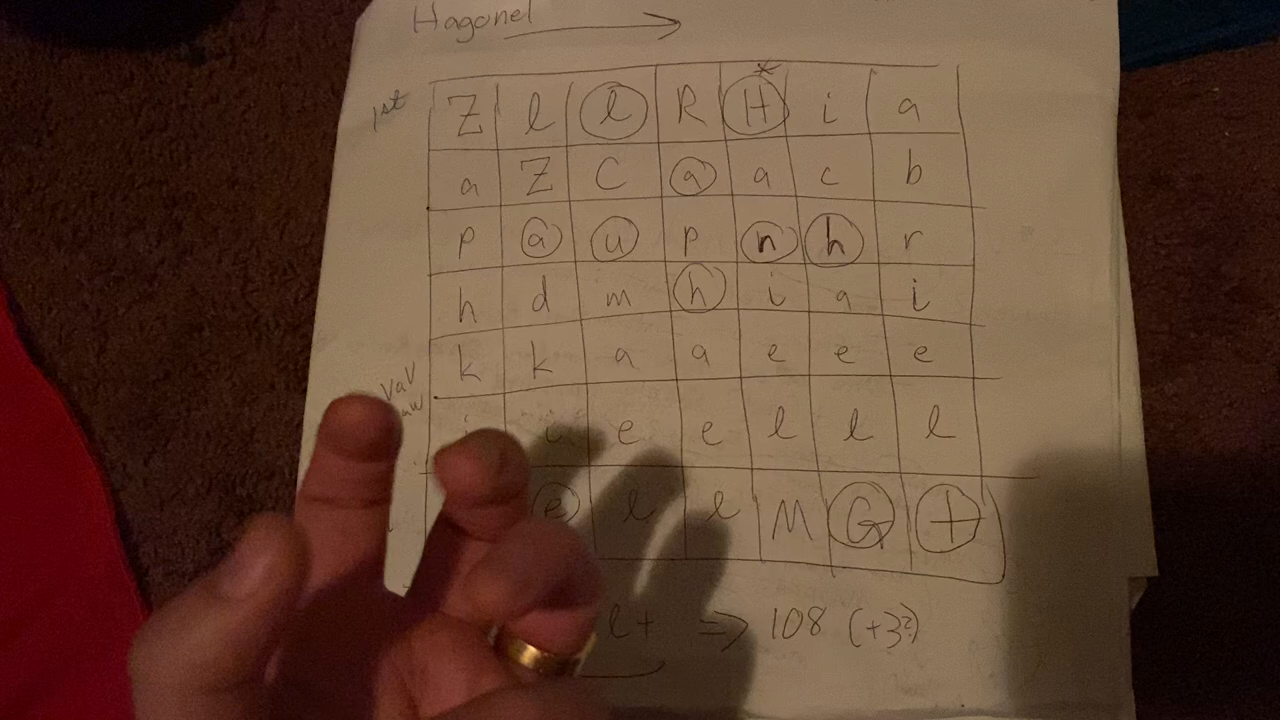 Hagonel
1st Z l l R H i a
a Z C a a c b
p a u p n h r
h d m h i a i
k k a a e e e
Vav
i i e e l l l
e l l M G +
l+ => 108 (+3?)